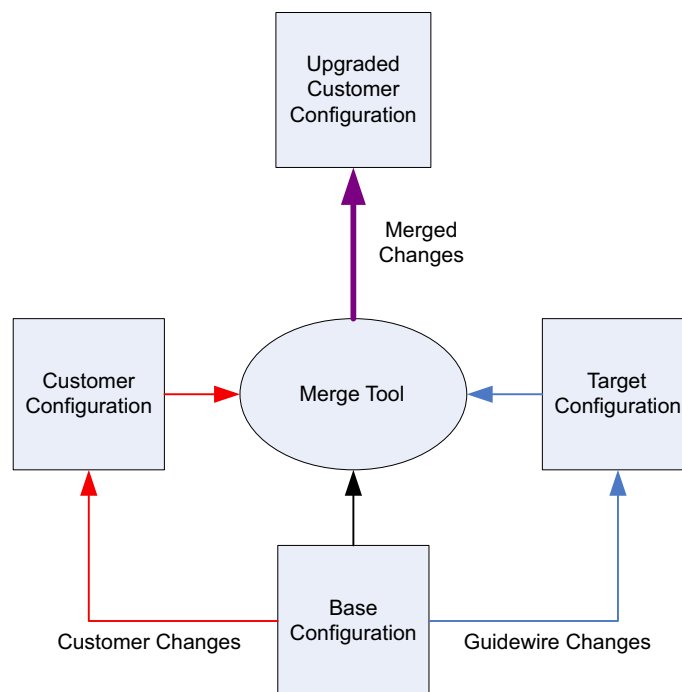 Upgraded
Customer
Configuration
Merged
Changes
Customer
Configuration
Merge Tool
Target
Configuration
Base
Configuration
Customer Changes
Guidewire Changes